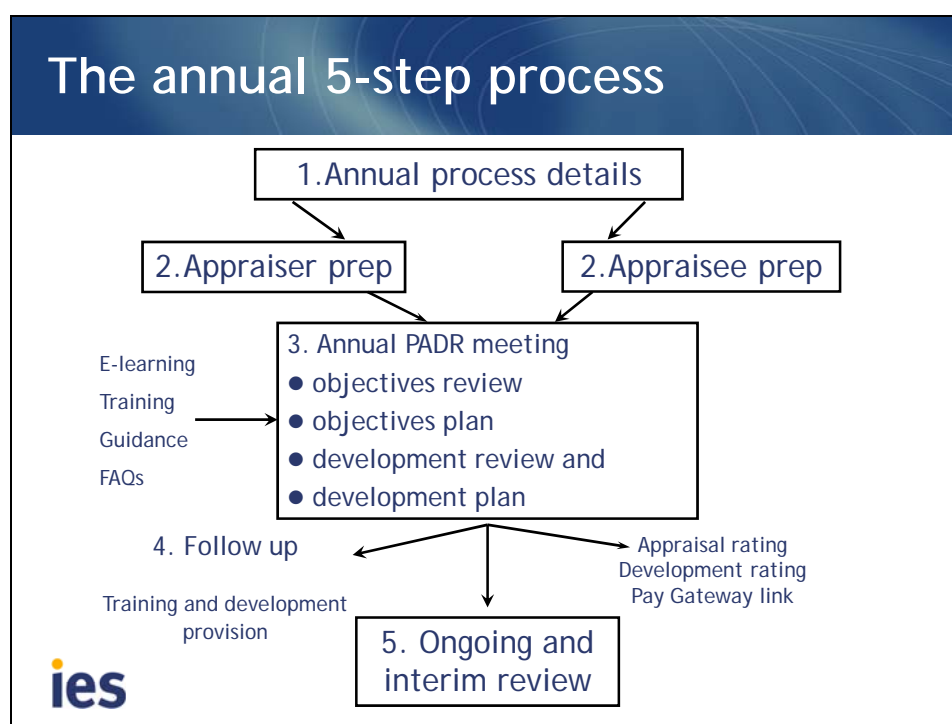 The annual 5-step process
1.Annual process details
2.Appraiser prep
2.Appraisee prep
E-learning
Training
Guidance
FAQs
3. Annual PADR meeting
● objectives review
● objectives plan
● development review and
● development plan
4. Follow up
Training and development
provision
Appraisal rating
Development rating
Pay Gateway link
5. Ongoing and
interim review
ies